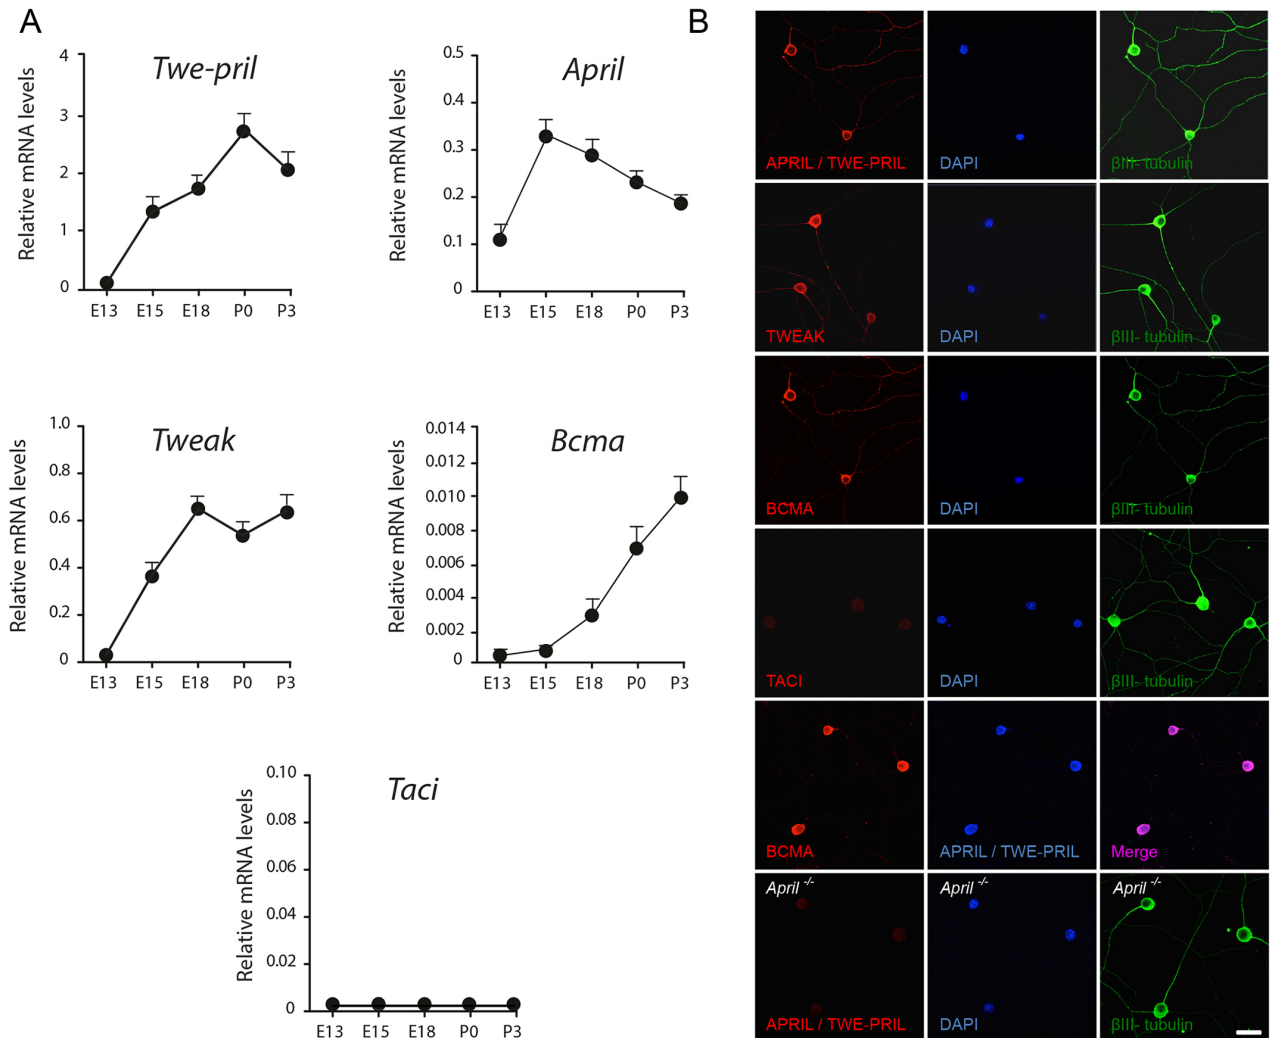 A
Twe-pril
Relative mRNA levels
4
3
2
1
0
E13 E15 E18 P0 P3
April
Relative mRNA levels
0.5
0.4
0.3
0.2
0.1
0
E13 E15 E18 P0 P3
Tweak
Relative mRNA levels
1.0
0.8
0.6
0.4
0.2
0
E13 E15 E18 P0 P3
Bcma
Relative mRNA levels
0.014
0.012
0.010
0.008
0.006
0.004
0.002
0
E13 E15 E18 P0 P3
Taci
Relative mRNA levels
0.10
0.08
0.06
0.04
0.02
0
E13 E15 E18 P0 P3
B
APRIL / TWE-PRIL DAPI βIII- tubulin
TWEAK DAPI βIII- tubulin
BCMA DAPI βIII- tubulin
TACI DAPI βIII- tubulin
BCMA APRIL / TWE-PRIL Merge
April -/- April -/- April -/-
APRIL / TWE-PRIL DAPI βIII- tubulin